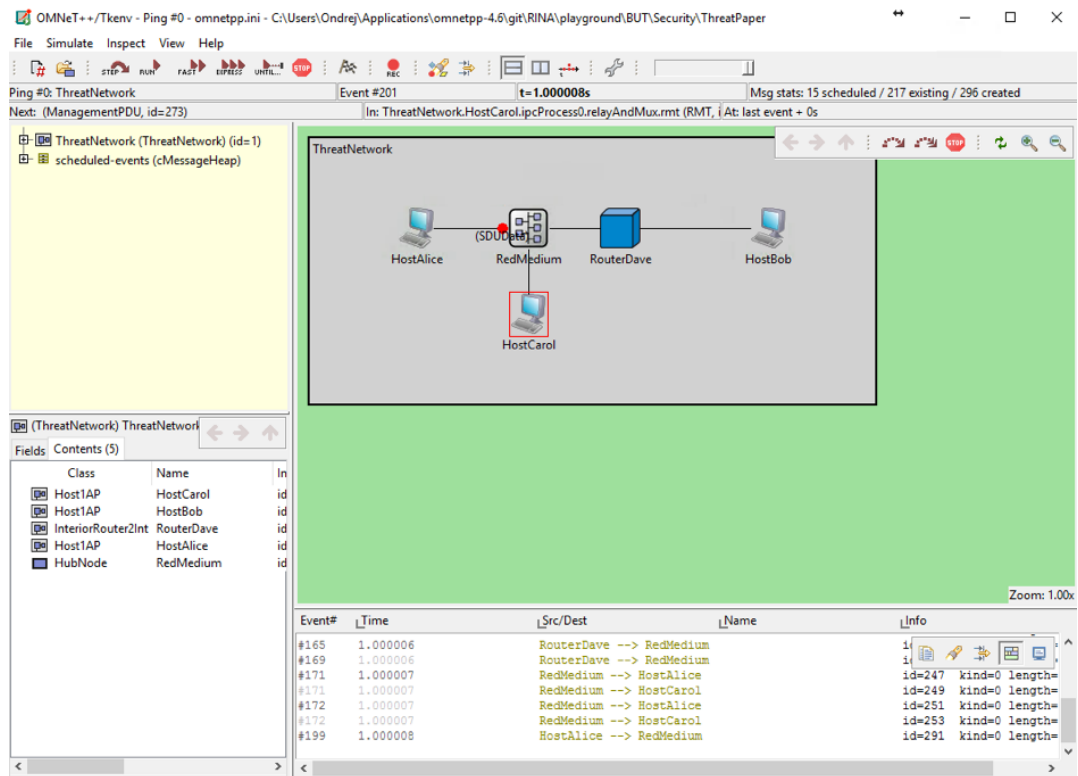 OMNeT++/Tkenv - Ping #0 - omnetpp.ini - C:\Users\Ondrej\Applications\omnetpp-4.6\git\RINA\playground\BUT\Security\ThreatPaper
File Simulate Inspect View Help
STEP RUN FAST EXPRESS UNTIL... STOP REC
Ping #0: ThreatNetwork Event #201 t=1.000008s Msg stats: 15 scheduled / 217 existing / 296 created
Next: (ManagementPDU, id=273) In: ThreatNetwork.HostCarol.ipcProcess0.relayAndMux.rmt (RMT, i At: last event + 0s
ThreatNetwork (ThreatNetwork) (id=1)
scheduled-events (cMessageHeap)
ThreatNetwork
STOP
(SDUData)
HostAlice RedMedium RouterDave HostBob
HostCarol
(ThreatNetwork) ThreatNetwork
Fields Contents (5)
Class Name In
Host1AP HostCarol id
Host1AP HostBob id
InteriorRouter2Int RouterDave id
Host1AP HostAlice id
HubNode RedMedium id
Zoom: 1.00x
Event# Time Src/Dest Name Info
#165 1.000006 RouterDave --> RedMedium
#169 1.000006 RouterDave --> RedMedium
#171 1.000007 RedMedium --> HostAlice id=247 kind=0 length=
#171 1.000007 RedMedium --> HostCarol id=249 kind=0 length=
#172 1.000007 RedMedium --> HostAlice id=251 kind=0 length=
#172 1.000007 RedMedium --> HostCarol id=253 kind=0 length=
#199 1.000008 HostAlice --> RedMedium id=291 kind=0 length=